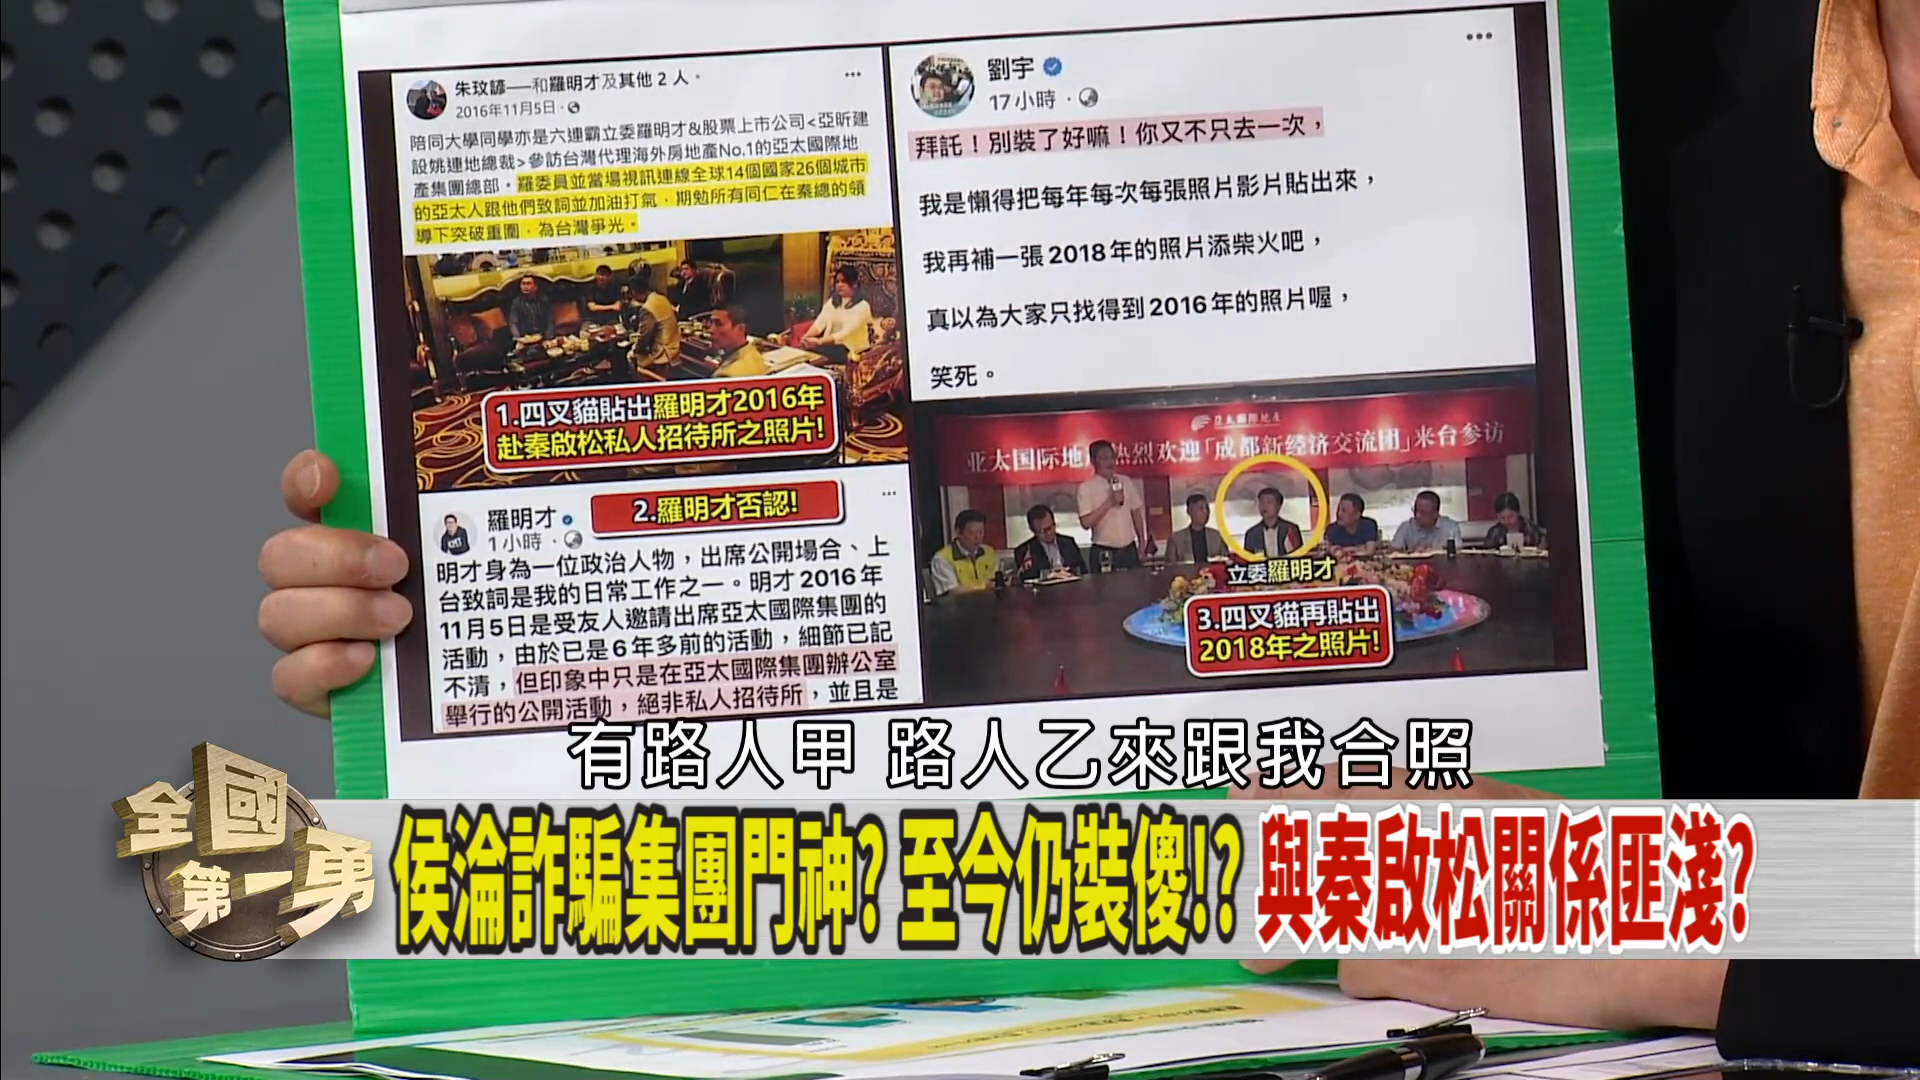 朱玟諺──和羅明才及其他 2 人。
2016年11月5日
陪同大學同學亦是六連霸立委羅明才&股票上市公司<亞昕建
設姚連地總裁>參訪台灣代理海外房地產No.1的亞太國際地
產集團總部。羅委員並當場視訊連線全球14個國家26個城市
的亞太人跟他們致詞並加油打氣，期勉所有同仁在秦總的領
導下突破重圍，為台灣爭光。
1.四叉貓貼出羅明才2016年
赴秦啟松私人招待所之照片!
2.羅明才否認!
羅明才
1 小時
明才身為一位政治人物，出席公開場合、上
台致詞是我的日常工作之一。明才 2016 年
11月5日是受友人邀請出席亞太國際集團的
活動，由於已是 6 年多前的活動，細節已記
不清，但印象中只是在亞太國際集團辦公室
舉行的公開活動，絕非私人招待所，並且是
劉宇
17 小時
拜託！別裝了好嘛！你又不只去一次，
我是懶得把每年每次每張照片影片貼出來，
我再補一張 2018 年的照片添柴火吧，
真以為大家只找得到 2016 年的照片喔，
笑死。
亞太國際地產
亚太国际地产热烈欢迎「成都新经济交流团」来台参访
立委羅明才
3.四叉貓再貼出
2018年之照片!
有路人甲 路人乙來跟我合照
全國第一勇
侯淪詐騙集團門神? 至今仍裝傻!? 與秦啟松關係匪淺?